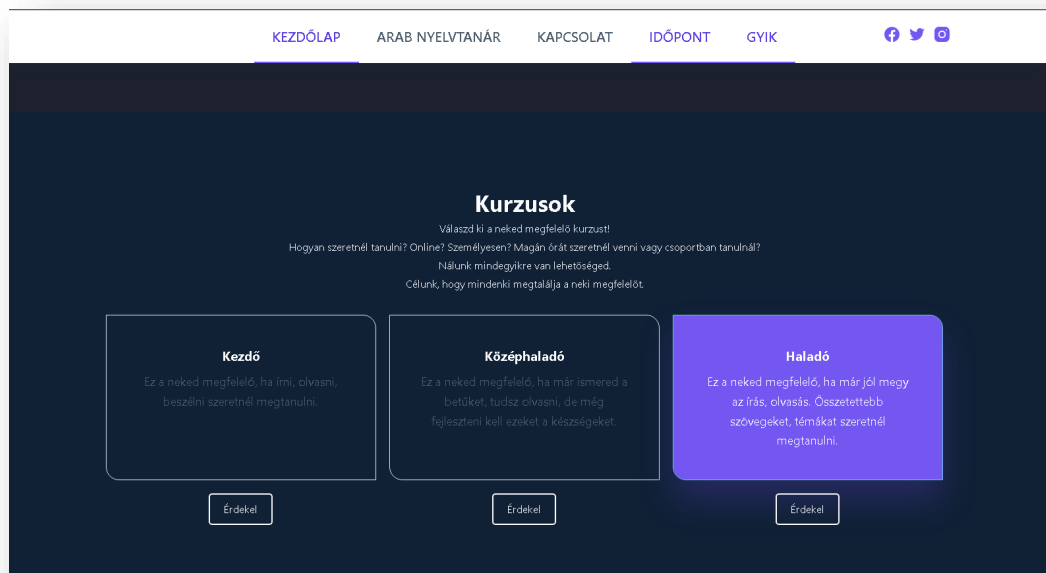 KEZDŐLAP ARAB NYELVTANÁR KAPCSOLAT IDŐPONT GYIK
Kurzusok
Válaszd ki a neked megfelelő kurzust!
Hogyan szeretnél tanulni? Online? Személyesen? Magán órát szeretnél venni vagy csoportban tanulnál?
Nálunk mindegyikre van lehetőséged.
Célunk, hogy mindenki megtalálja a neki megfelelőt.
Kezdő
Ez a neked megfelelő, ha írni, olvasni,
beszélni szeretnél megtanulni.
Érdekel
Középhaladó
Ez a neked megfelelő, ha már ismered a
betűket, tudsz olvasni, de még
fejleszteni kell ezeket a készségeket.
Érdekel
Haladó
Ez a neked megfelelő, ha már jól megy
az írás, olvasás. Összetettebb
szövegeket, témákat szeretnél
megtanulni.
Érdekel